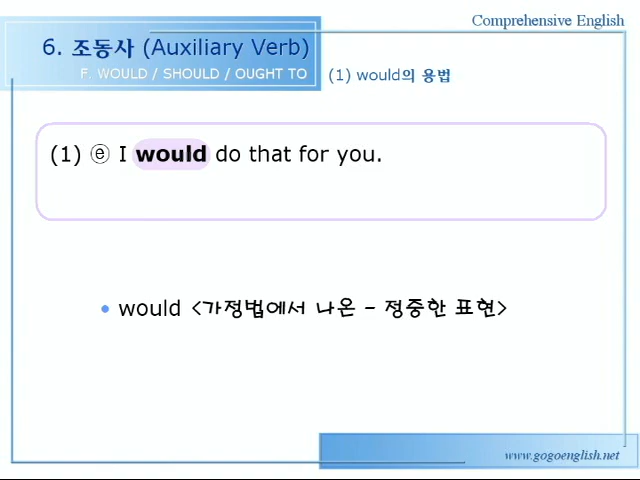 Comprehensive English
6. 조동사 (Auxiliary Verb)
F. WOULD / SHOULD / OUGHT TO
(1) would의 용법
(1) ⓔ I would do that for you.
• would <가정법에서 나온 - 정중한 표현>
www.gogoenglish.net